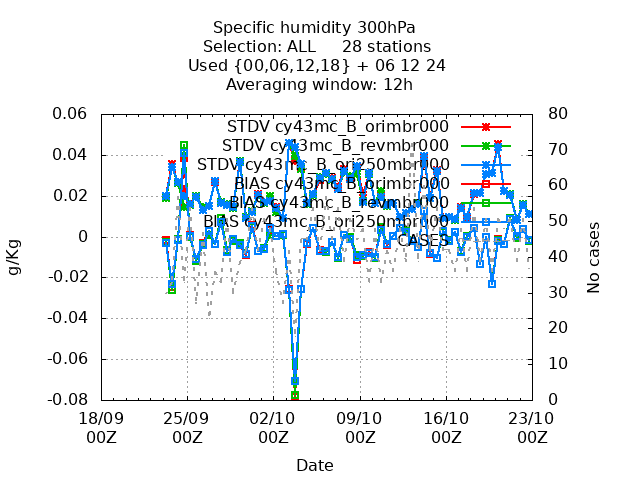 Specific humidity 300hPa
Selection: ALL     28 stations
Used {00,06,12,18} + 06 12 24
Averaging window: 12h
STDV cy43mc_B_orimbr000
STDV cy43mc_B_revmbr000
STDV cy43mc_B_ori250mbr000
BIAS cy43mc_B_orimbr000
BIAS cy43mc_B_revmbr000
BIAS cy43mc_B_ori250mbr000
CASES
0.06
0.04
0.02
0
-0.02
-0.04
-0.06
-0.08
g/Kg
80
70
60
50
40
30
20
10
0
No cases
18/09 25/09 02/10 09/10 16/10 23/10
00Z 00Z 00Z 00Z 00Z 00Z
Date